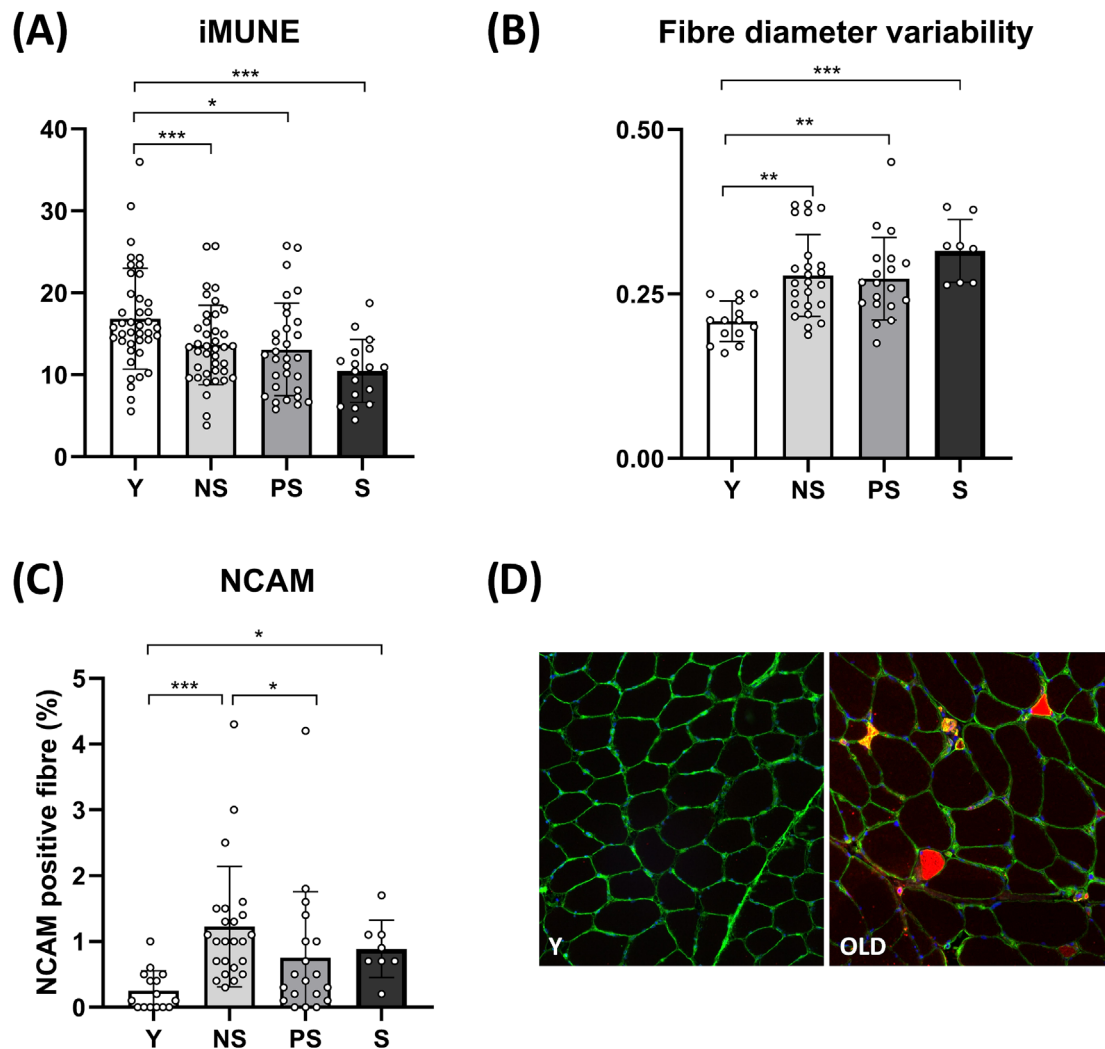 (A) iMUNE
***
*
***
40
30
20
10
0
Y NS PS S
(B) Fibre diameter variability
***
**
**
0.50
0.25
0.00
Y NS PS S
(C) NCAM
*
*** *
NCAM positive fibre (%)
5
4
3
2
1
0
Y NS PS S
(D)
Y OLD